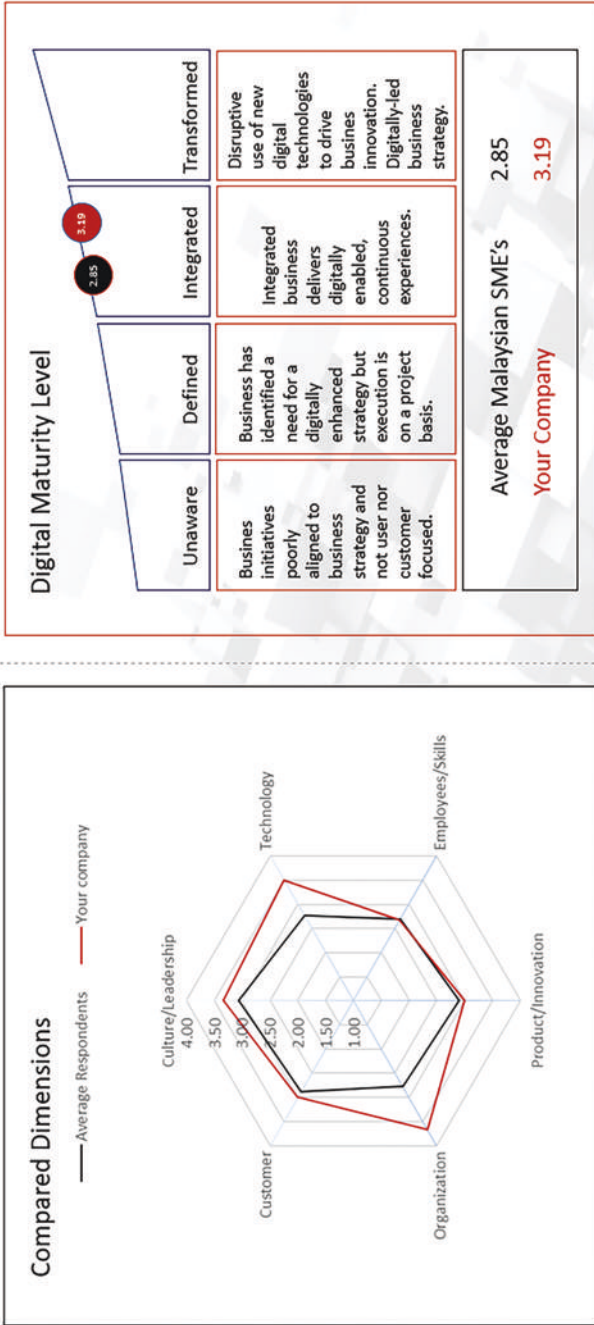 Compared Dimensions
Average Respondents
Your company
Culture/Leadership
Technology
Employees/Skills
Product/Innovation
Organization
Customer
4.00
3.50
3.00
2.50
2.00
1.50
1.00
Digital Maturity Level
2.85
3.19
Unaware
Defined
Integrated
Transformed
Busines
initiatives
poorly
aligned to
business
strategy and
not user nor
customer
focused.
Business has
identified a
need for a
digitally
enhanced
strategy but
execution is
on a project
basis.
Integrated
business
delivers
digitally
enabled,
continuous
experiences.
Disruptive
use of new
digital
technologies
to drive
busines
innovation.
Digitally-led
business
strategy.
Average Malaysian SME's 2.85
Your Company 3.19